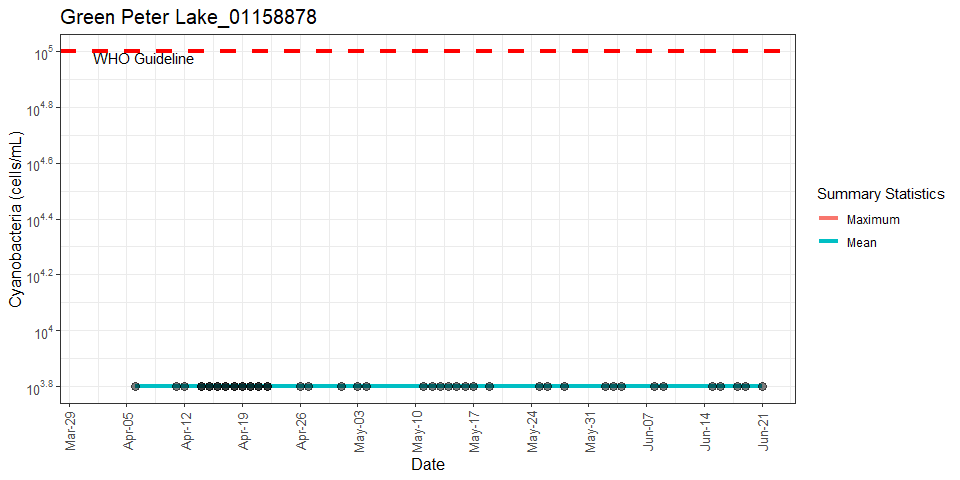 Green Peter Lake_01158878
WHO Guideline
Cyanobacteria (cells/mL)
10^5
10^4.8
10^4.6
10^4.4
10^4.2
10^4
10^3.8
Mar-29
Apr-05
Apr-12
Apr-19
Apr-26
May-03
May-10
May-17
May-24
May-31
Jun-07
Jun-14
Jun-21
Date
Summary Statistics
Maximum
Mean